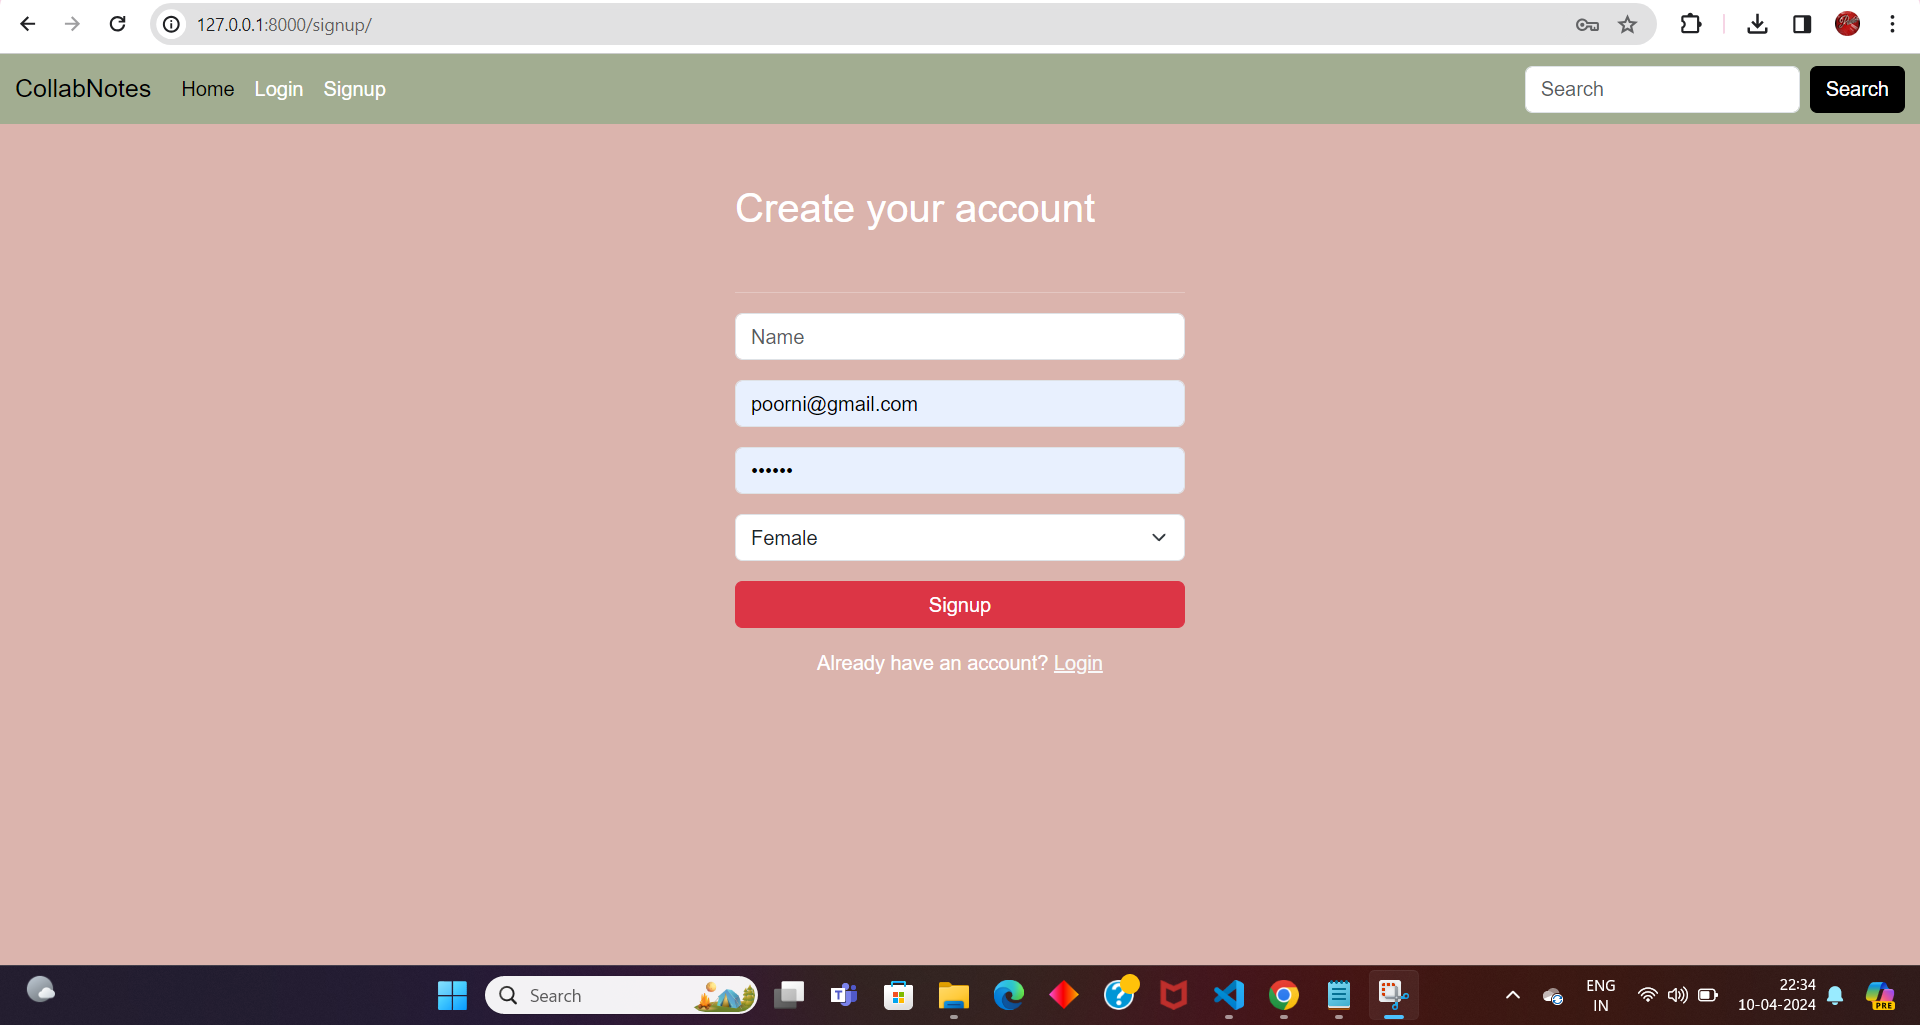 127.0.0.1:8000/signup/
CollabNotes Home Login Signup Search Search
Create your account
Name
poorni@gmail.com
••••••
Female
Signup
Already have an account? Login
Search
ENG
IN
22:34
10-04-2024
PRE